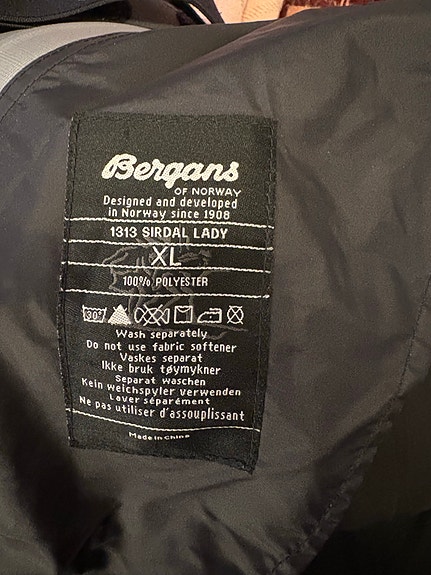 Bergans
OF NORWAY
Designed and developed
in Norway since 1908
1313 SIRDAL LADY
XL
100% POLYESTER
30°
Wash separately
Do not use fabric softener
Vaskes separat
Ikke bruk tøymykner
Separat waschen
Kein weichspyler verwenden
Laver séparément
Ne pas utiliser d'assouplissant
Made in China